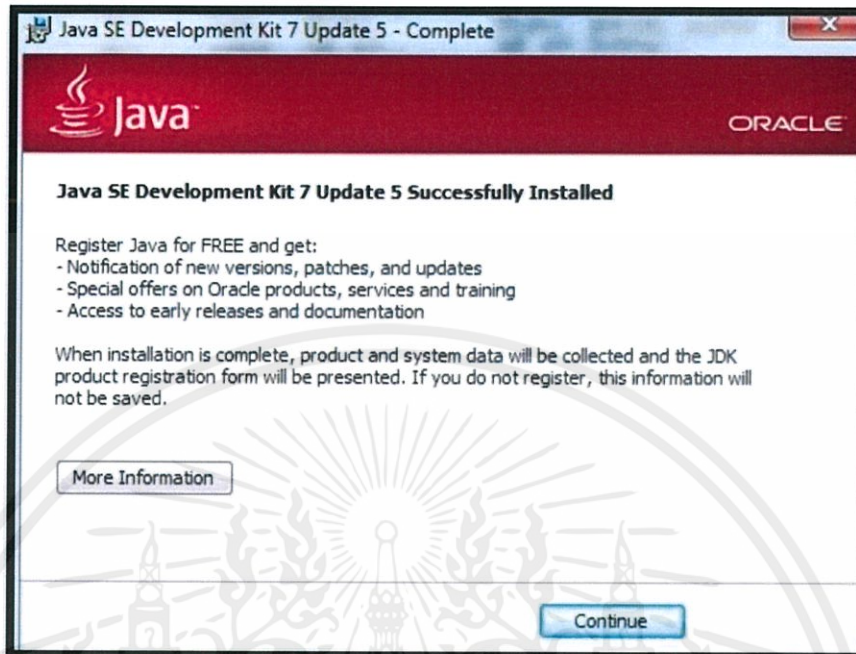 Java SE Development Kit 7 Update 5 - Complete
Java™
ORACLE
Java SE Development Kit 7 Update 5 Successfully Installed
Register Java for FREE and get:
- Notification of new versions, patches, and updates
- Special offers on Oracle products, services and training
- Access to early releases and documentation
When installation is complete, product and system data will be collected and the JDK
product registration form will be presented. If you do not register, this information will
not be saved.
More Information
Continue